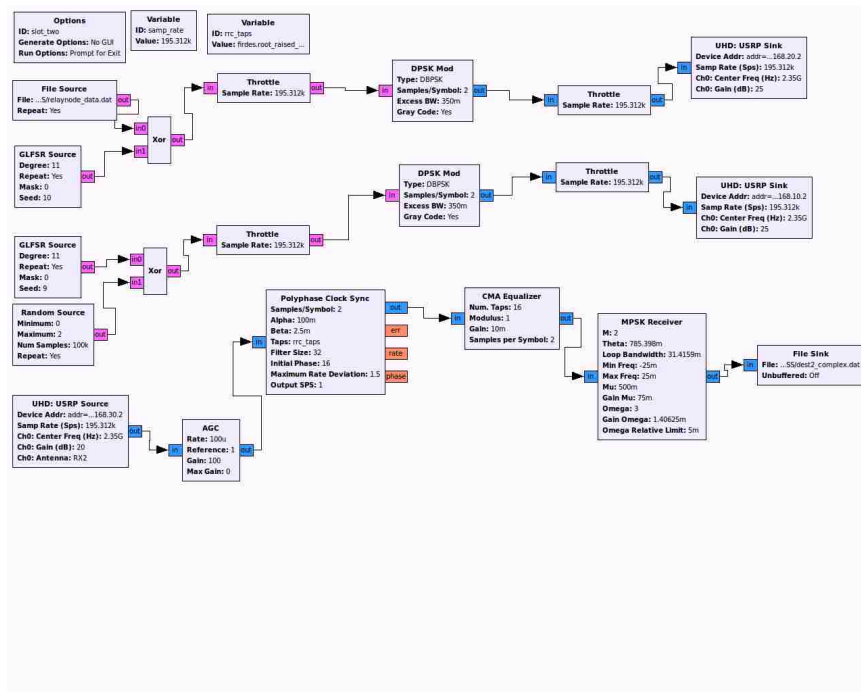 Options
ID: slot_two
Generate Options: No GUI
Run Options: Prompt for Exit
Variable
ID: samp_rate
Value: 195.312k
Variable
ID: rrc_taps
Value: firdes.root_raised_...
File Source
File: ...S/relaynode_data.dat
Repeat: Yes
out
GLFSR Source
Degree: 11
Repeat: Yes
Mask: 0
Seed: 10
out
in0
in1
Xor
out
in
Throttle
Sample Rate: 195.312k
out
in
DPSK Mod
Type: DBPSK
Samples/Symbol: 2
Excess BW: 350m
Gray Code: Yes
out
in
Throttle
Sample Rate: 195.312k
out
in
UHD: USRP Sink
Device Addr: addr=...168.20.2
Samp Rate (Sps): 195.312k
Ch0: Center Freq (Hz): 2.35G
Ch0: Gain (dB): 25
GLFSR Source
Degree: 11
Repeat: Yes
Mask: 0
Seed: 9
out
Random Source
Minimum: 0
Maximum: 2
Num Samples: 100k
Repeat: Yes
out
in0
in1
Xor
out
in
Throttle
Sample Rate: 195.312k
out
in
DPSK Mod
Type: DBPSK
Samples/Symbol: 2
Excess BW: 350m
Gray Code: Yes
out
in
Throttle
Sample Rate: 195.312k
out
in
UHD: USRP Sink
Device Addr: addr=...168.10.2
Samp Rate (Sps): 195.312k
Ch0: Center Freq (Hz): 2.35G
Ch0: Gain (dB): 25
UHD: USRP Source
Device Addr: addr=...168.30.2
Samp Rate (Sps): 195.312k
Ch0: Center Freq (Hz): 2.35G
Ch0: Gain (dB): 20
Ch0: Antenna: RX2
out
in
AGC
Rate: 100u
Reference: 1
Gain: 100
Max Gain: 0
out
in
Polyphase Clock Sync
Samples/Symbol: 2
Alpha: 100m
Beta: 2.5m
Taps: rrc_taps
Filter Size: 32
Initial Phase: 16
Maximum Rate Deviation: 1.5
Output SPS: 1
out
err
rate
phase
in
CMA Equalizer
Num. Taps: 16
Modulus: 1
Gain: 10m
Samples per Symbol: 2
out
in
MPSK Receiver
M: 2
Theta: 785.398m
Loop Bandwidth: 31.4159m
Min Freq: -25m
Max Freq: 25m
Mu: 500m
Gain Mu: 75m
Omega: 3
Gain Omega: 1.40625m
Omega Relative Limit: 5m
out
in
File Sink
File: ...SS/dest2_complex.dat
Unbuffered: Off